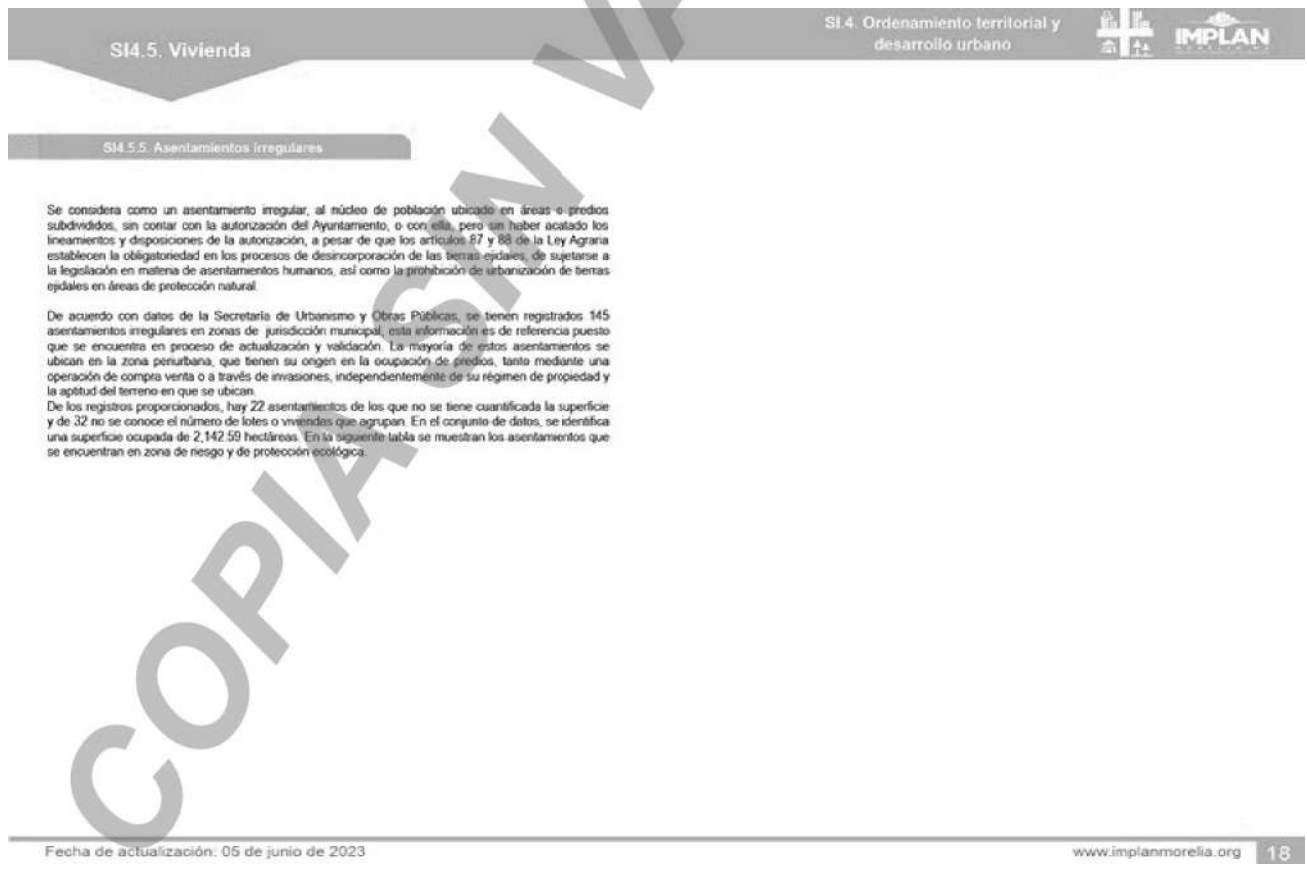 SI4.5. Vivienda
SI.4. Ordenamiento territorial y
desarrollo urbano
IMPLAN
SI4.5.5. Asentamientos irregulares
Se considera como un asentamiento irregular, al núcleo de población ubicado en áreas o predios
subdivididos, sin contar con la autorización del Ayuntamiento, o con ella, pero sin haber acatado los
lineamientos y disposiciones de la autorización, a pesar de que los artículos 87 y 88 de la Ley Agraria
establecen la obligatoriedad en los procesos de desincorporación de las tierras ejidales, de sujetarse a
la legislación en materia de asentamientos humanos, así como la prohibición de urbanización de tierras
ejidales en áreas de protección natural.
De acuerdo con datos de la Secretaría de Urbanismo y Obras Públicas, se tienen registrados 145
asentamientos irregulares en zonas de jurisdicción municipal, esta información es de referencia puesto
que se encuentra en proceso de actualización y validación. La mayoría de estos asentamientos se
ubican en la zona periurbana, que tienen su origen en la ocupación de predios, tanto mediante una
operación de compra venta o a través de invasiones, independientemente de su régimen de propiedad y
la aptitud del terreno en que se ubican.
De los registros proporcionados, hay 22 asentamientos de los que no se tiene cuantificada la superficie
y de 32 no se conoce el número de lotes o viviendas que agrupan. En el conjunto de datos, se identifica
una superficie ocupada de 2,142.59 hectáreas. En la siguiente tabla se muestran los asentamientos que
se encuentran en zona de riesgo y de protección ecológica.
COPIA SIN VA
Fecha de actualización: 05 de junio de 2023
www.implanmorelia.org 18